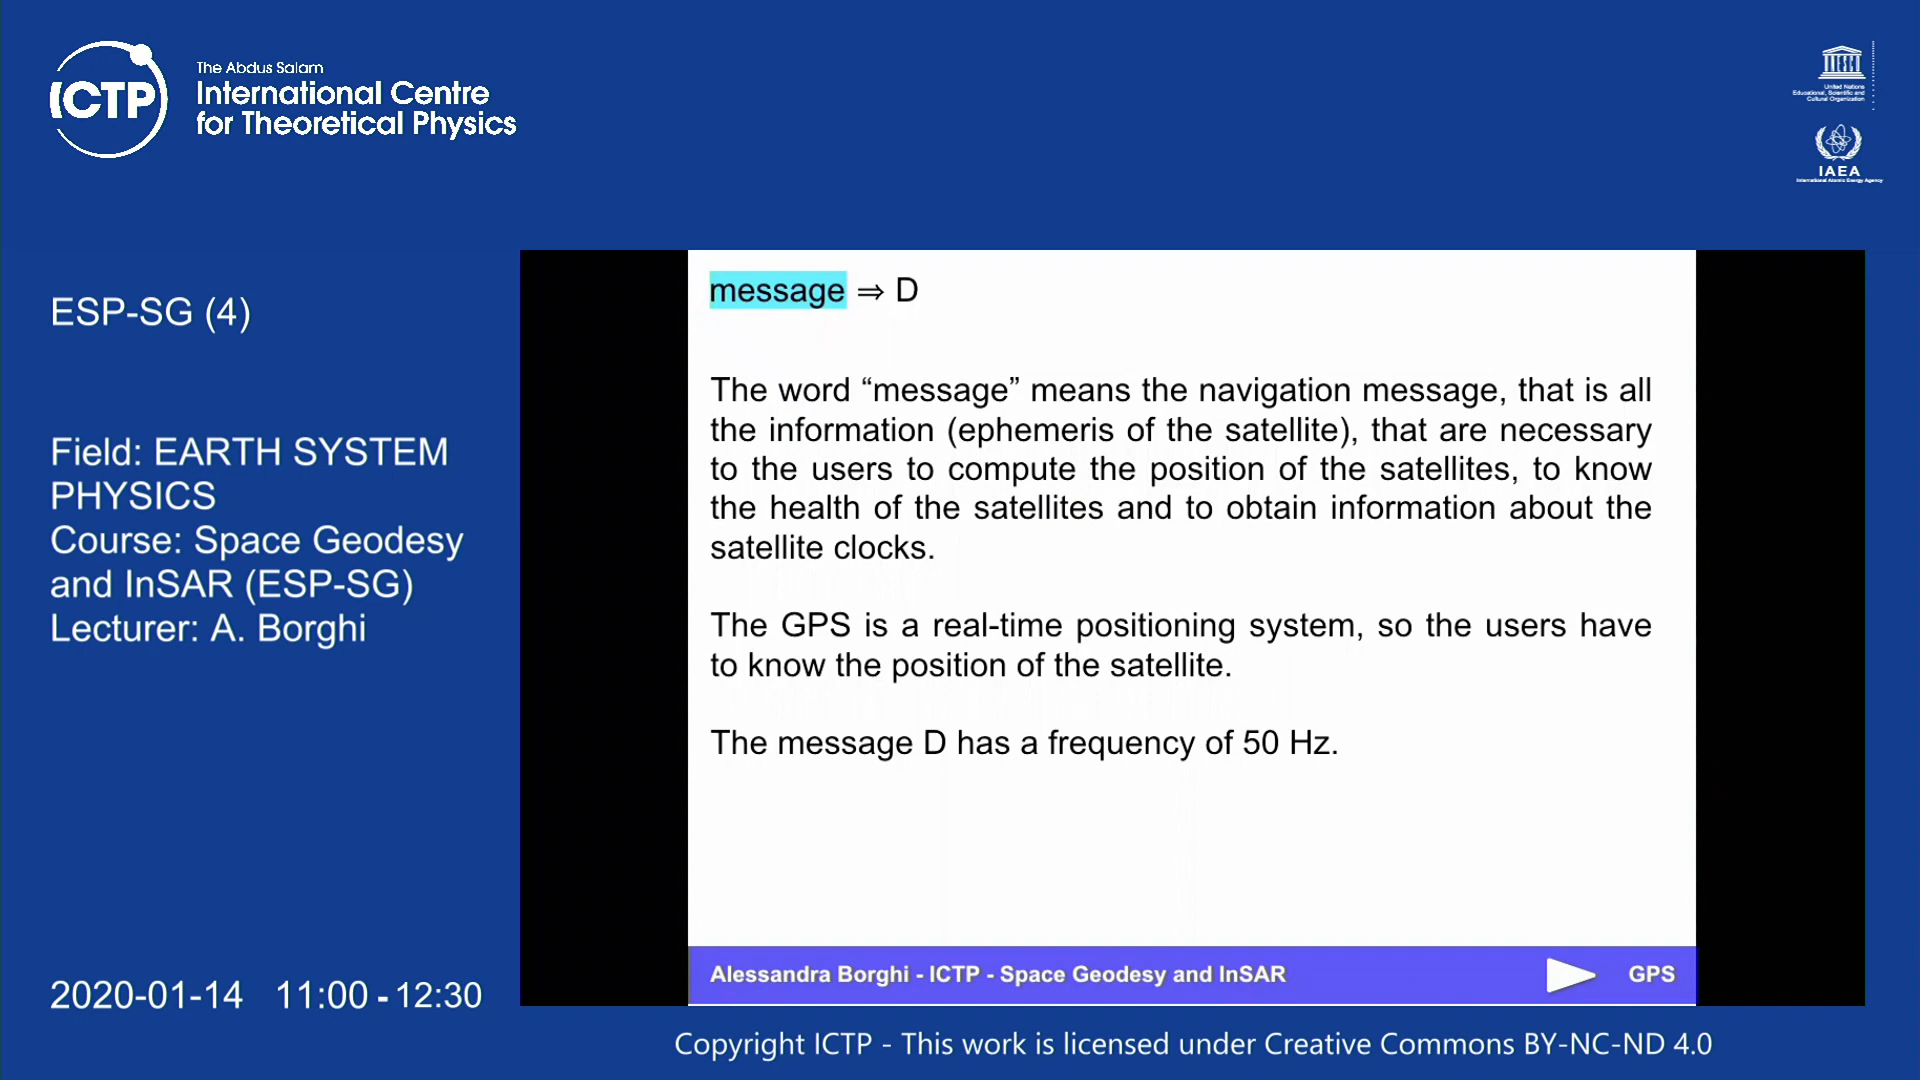 ICTP
The Abdus Salam
International Centre
for Theoretical Physics
United Nations
Educational, Scientific and
Cultural Organization
IAEA
International Atomic Energy Agency
ESP-SG (4)
Field: EARTH SYSTEM
PHYSICS
Course: Space Geodesy
and InSAR (ESP-SG)
Lecturer: A. Borghi
2020-01-14 11:00 - 12:30
message ⇒ D
The word “message” means the navigation message, that is all
the information (ephemeris of the satellite), that are necessary
to the users to compute the position of the satellites, to know
the health of the satellites and to obtain information about the
satellite clocks.
The GPS is a real-time positioning system, so the users have
to know the position of the satellite.
The message D has a frequency of 50 Hz.
Alessandra Borghi - ICTP - Space Geodesy and InSAR
GPS
Copyright ICTP - This work is licensed under Creative Commons BY-NC-ND 4.0